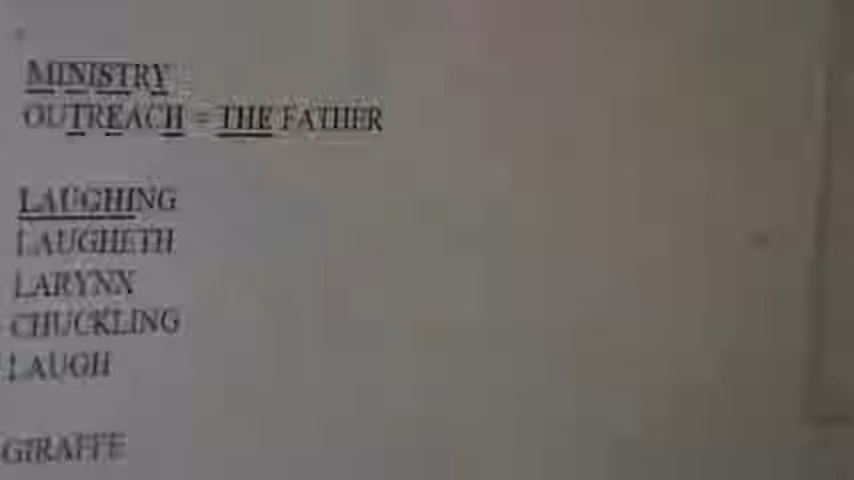 MINISTRY
OUTREACH = THE FATHER
LAUGHING
LAUGHETH
LARYNX
CHUCKLING
LAUGH
GIRAFFE